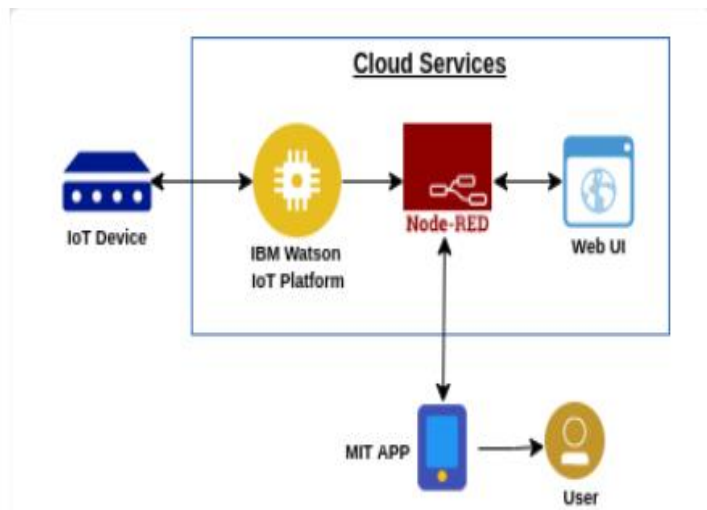 Cloud Services
IoT Device
IBM Watson
IoT Platform
Node-RED
Web UI
MIT APP
User